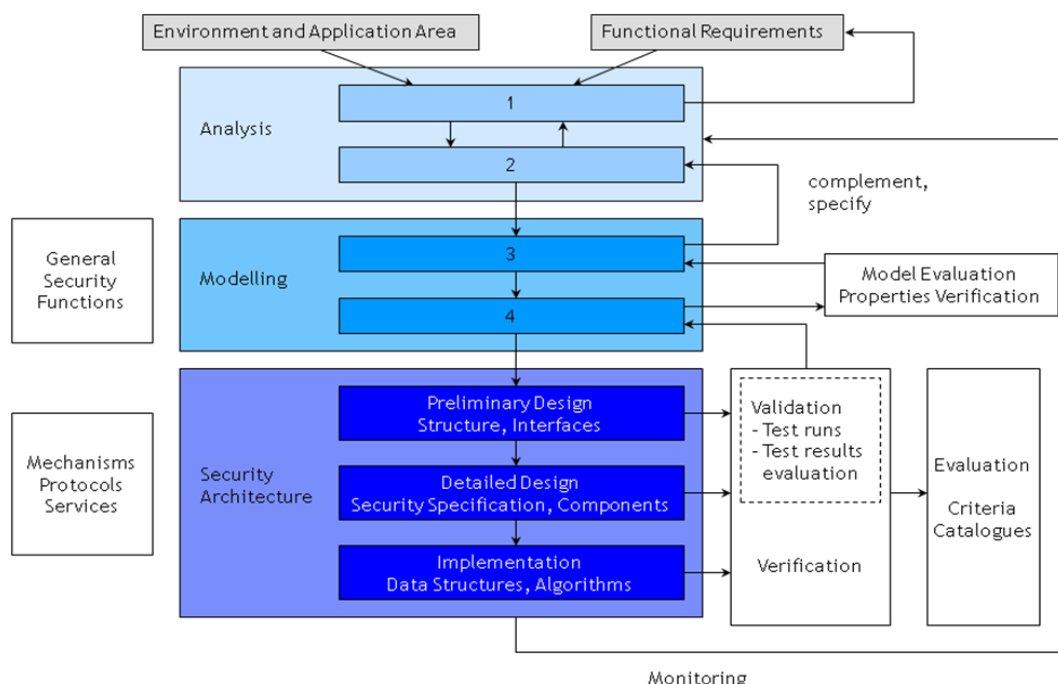 Environment and Application Area
Functional Requirements
1
Analysis
2
complement,
specify
General
Security
Functions
3
Modelling
4
Model Evaluation
Properties Verification
Preliminary Design
Structure, Interfaces
Validation
- Test runs
- Test results
evaluation
Mechanisms
Protocols
Services
Security
Architecture
Detailed Design
Security Specification, Components
Evaluation
Criteria
Catalogues
Implementation
Data Structures, Algorithms
Verification
Monitoring